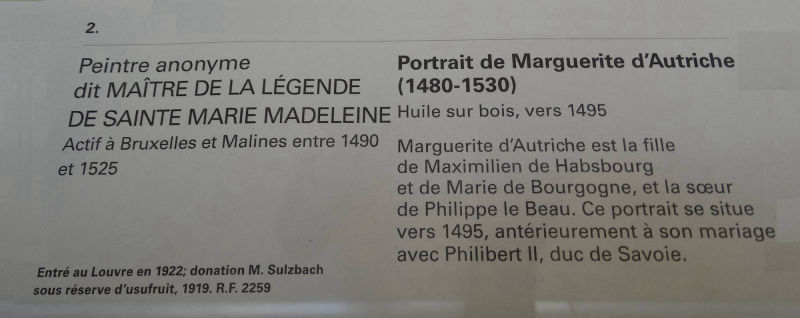 2.
Peintre anonyme
dit MAÎTRE DE LA LÉGENDE
DE SAINTE MARIE MADELEINE
Actif à Bruxelles et Malines entre 1490
et 1525
Entré au Louvre en 1922; donation M. Sulzbach
sous réserve d'usufruit, 1919. R.F. 2259
Portrait de Marguerite d'Autriche
(1480-1530)
Huile sur bois, vers 1495
Marguerite d'Autriche est la fille
de Maximilien de Habsbourg
et de Marie de Bourgogne, et la sœur
de Philippe le Beau. Ce portrait se situe
vers 1495, antérieurement à son mariage
avec Philibert II, duc de Savoie.